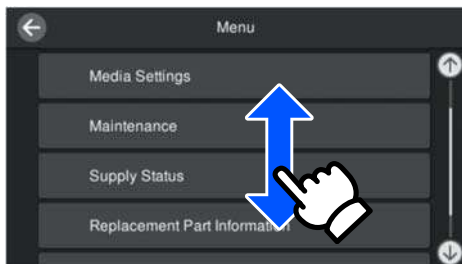 Menu
Media Settings
Maintenance
Supply Status
Replacement Part Information